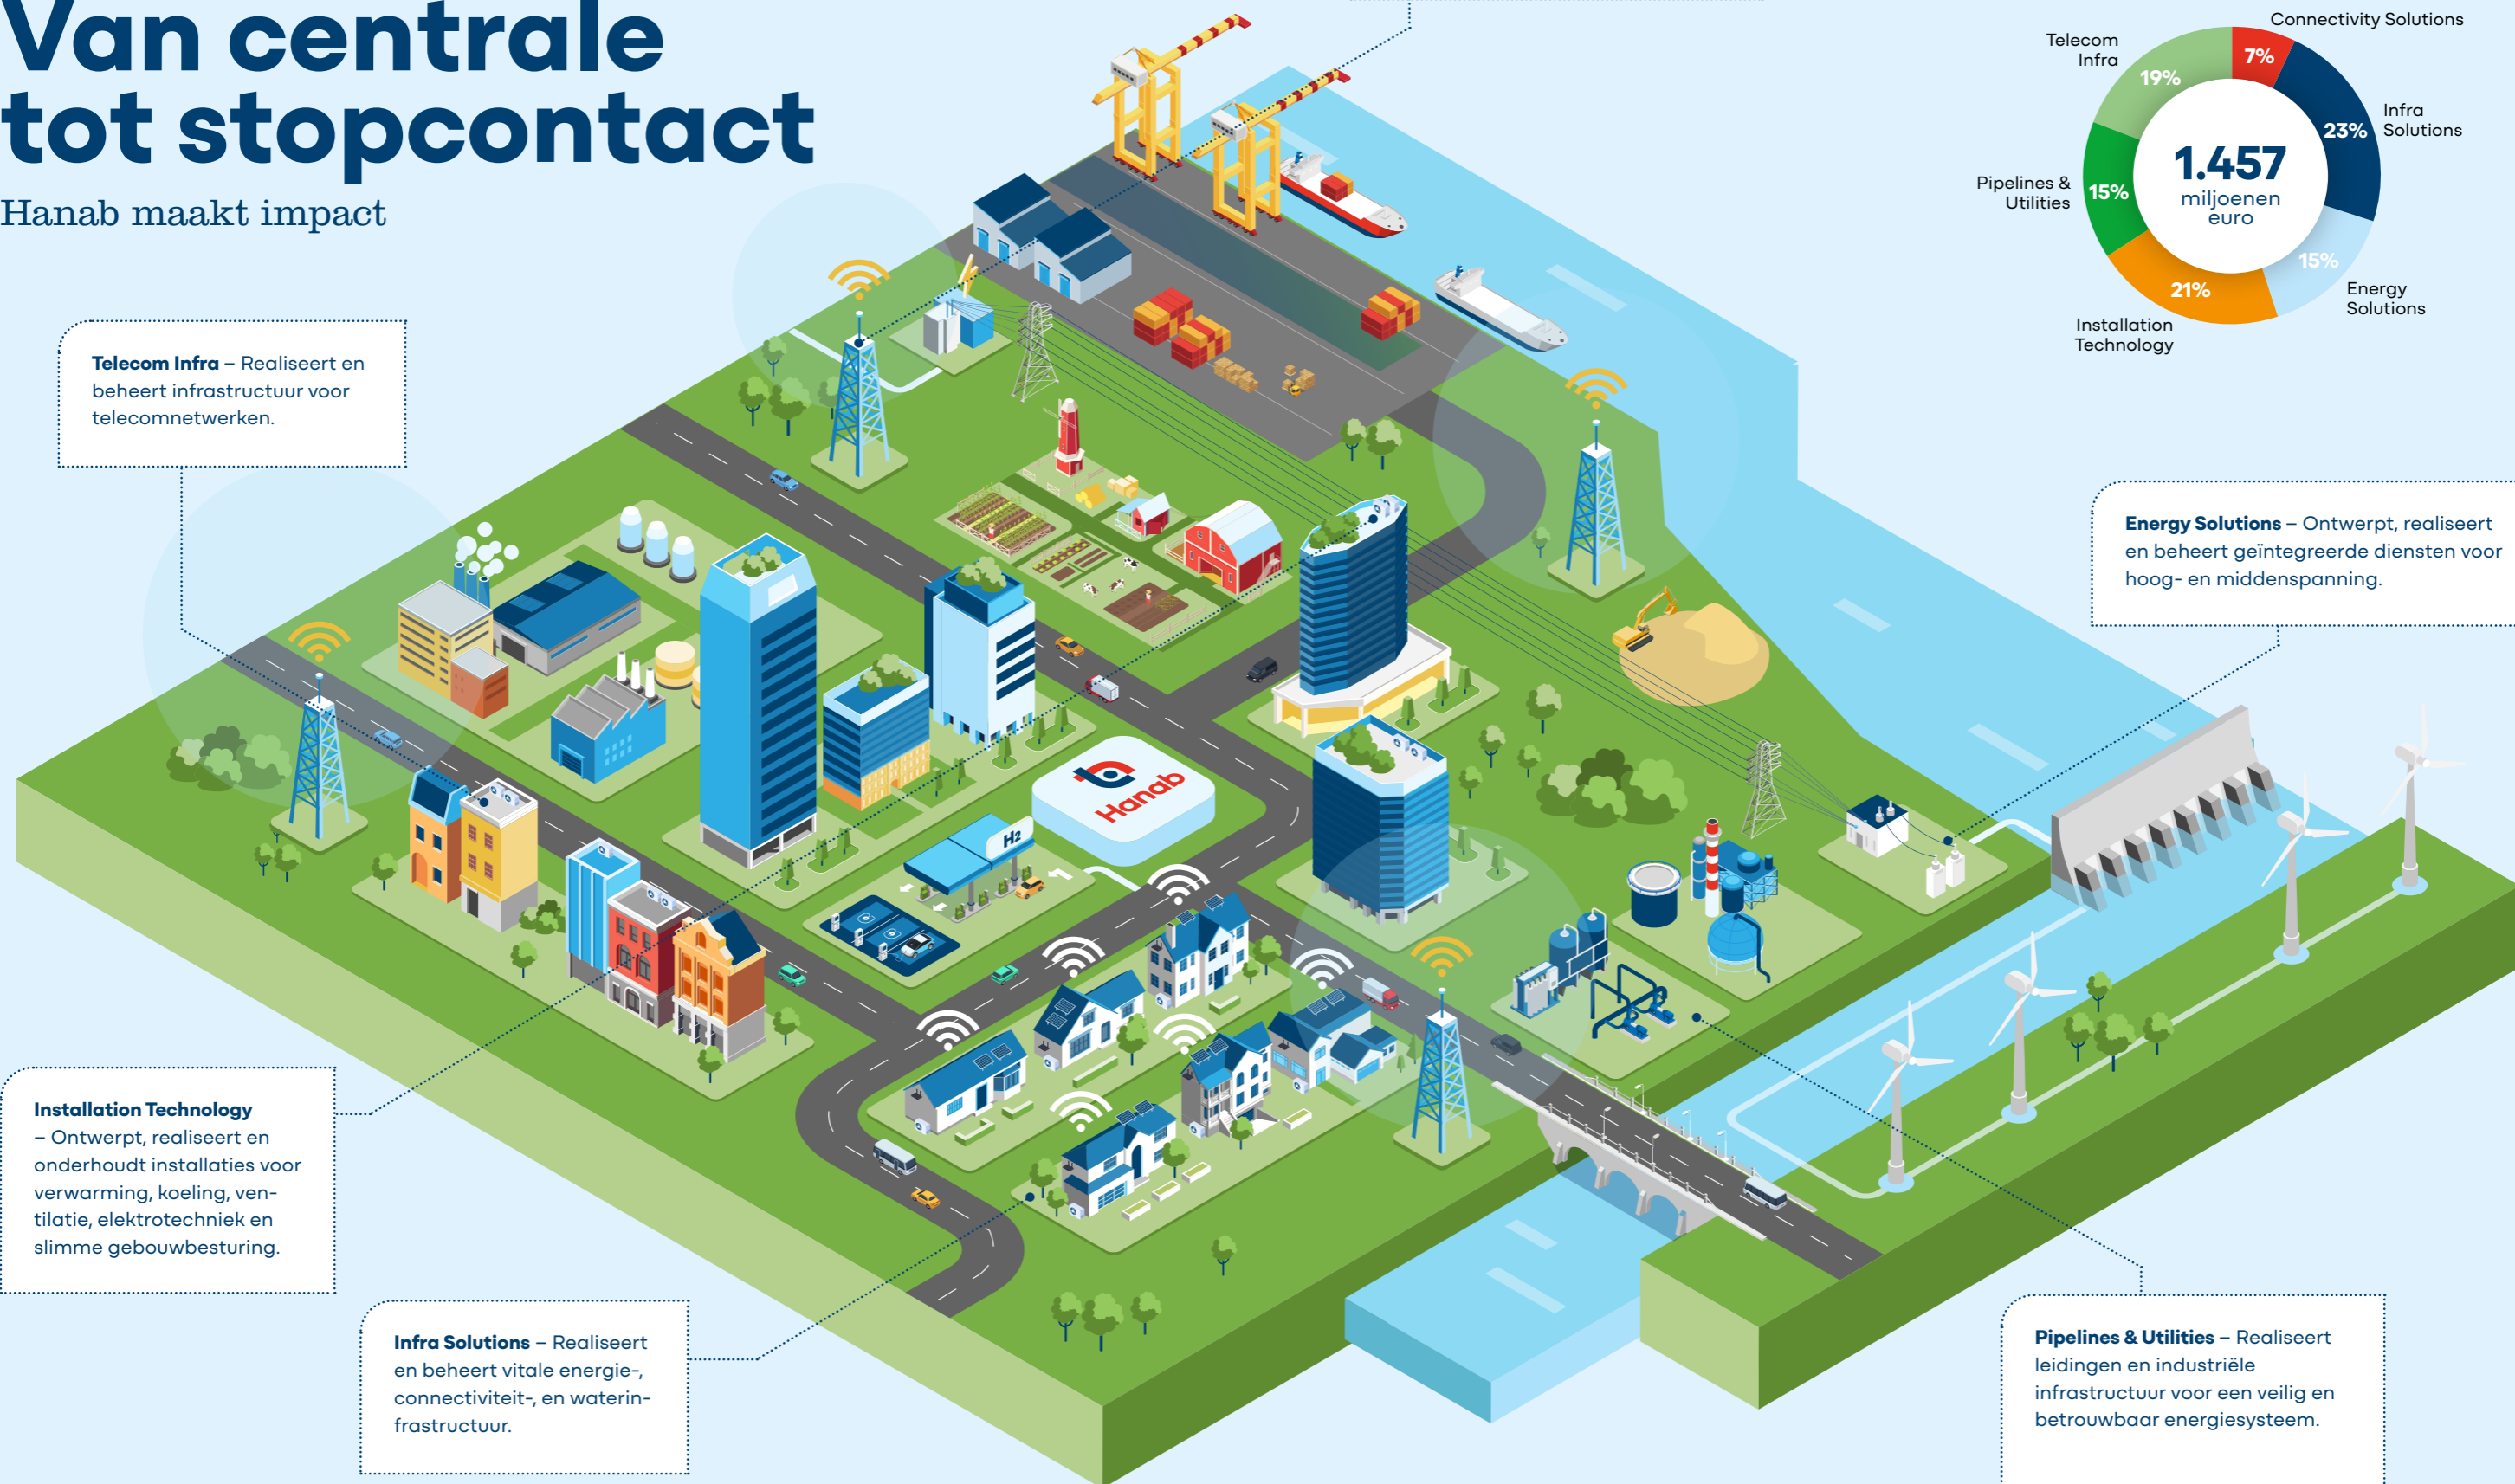 Van centrale
tot stopcontact
Hanab maakt impact
Connectivity Solutions
7%
Telecom
Infra
19%
Infra
Solutions
23%
1.457
miljoenen
euro
Pipelines &
Utilities
15%
15%
Energy
Solutions
21%
Installation
Technology
Telecom Infra – Realiseert en
beheert infrastructuur voor
telecomnetwerken.
Energy Solutions – Ontwerpt, realiseert
en beheert geïntegreerde diensten voor
hoog- en middenspanning.
Hanab
H2
Installation Technology
– Ontwerpt, realiseert en
onderhoudt installaties voor
verwarming, koeling, ven-
tilatie, elektrotechniek en
slimme gebouwbesturing.
Infra Solutions – Realiseert
en beheert vitale energie-,
connectiviteit-, en waterin-
frastructuur.
Pipelines & Utilities – Realiseert
leidingen en industriële
infrastructuur voor een veilig en
betrouwbaar energiesysteem.